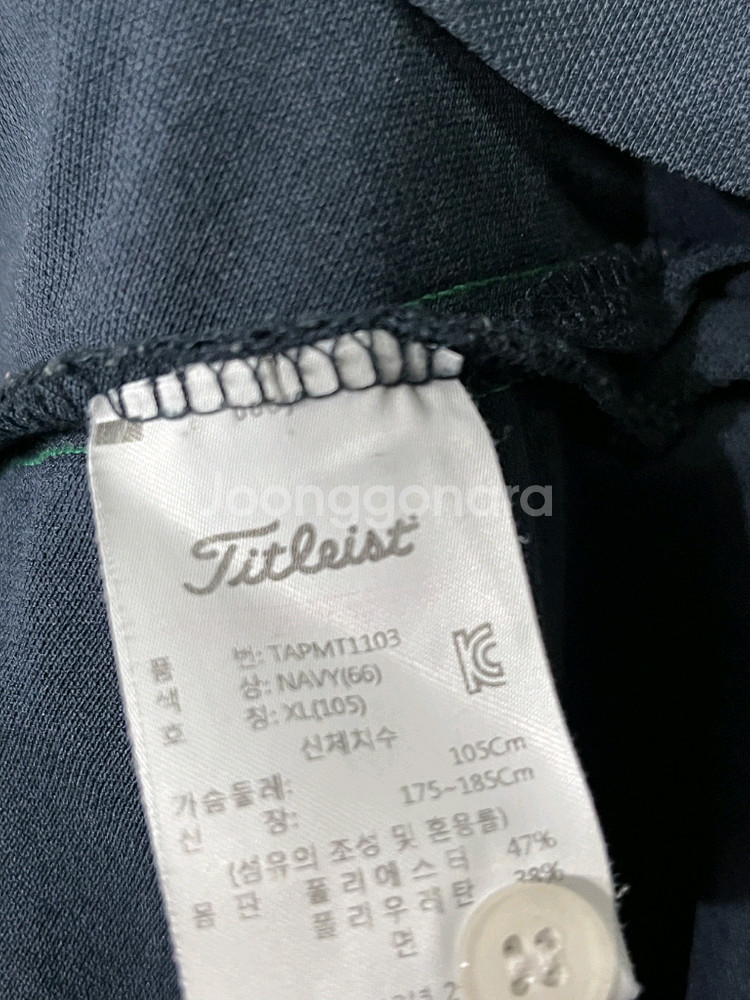 Joonggonara
Titleist
품 번: TAPMT1103
색 상: NAVY(66)
호 칭: XL(105)
신체치수
가슴둘레: 105Cm
신 장: 175~185Cm
(섬유의 조성 및 혼용률)
몸 판 폴리에스터 47%
폴리우레탄 38%
면